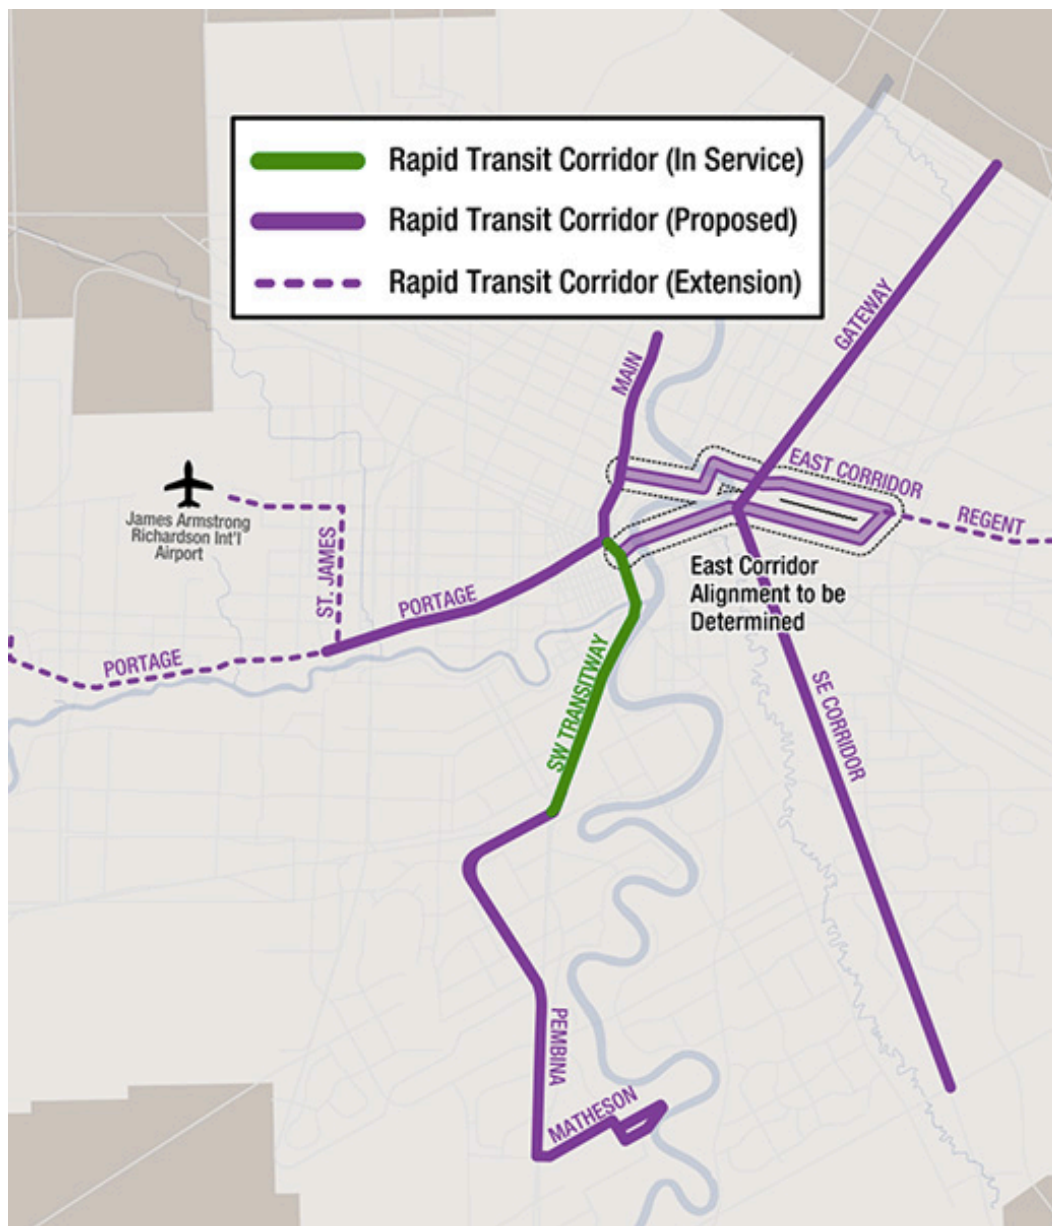 Rapid Transit Corridor (In Service)
Rapid Transit Corridor (Proposed)
Rapid Transit Corridor (Extension)
GATEWAY
MAIN
EAST CORRIDOR
REGENT
James Armstrong
Richardson Int'l
Airport
ST. JAMES
PORTAGE
PORTAGE
East Corridor
Alignment to be
Determined
SW TRANSITWAY
SE CORRIDOR
PEMBINA
MATHESON